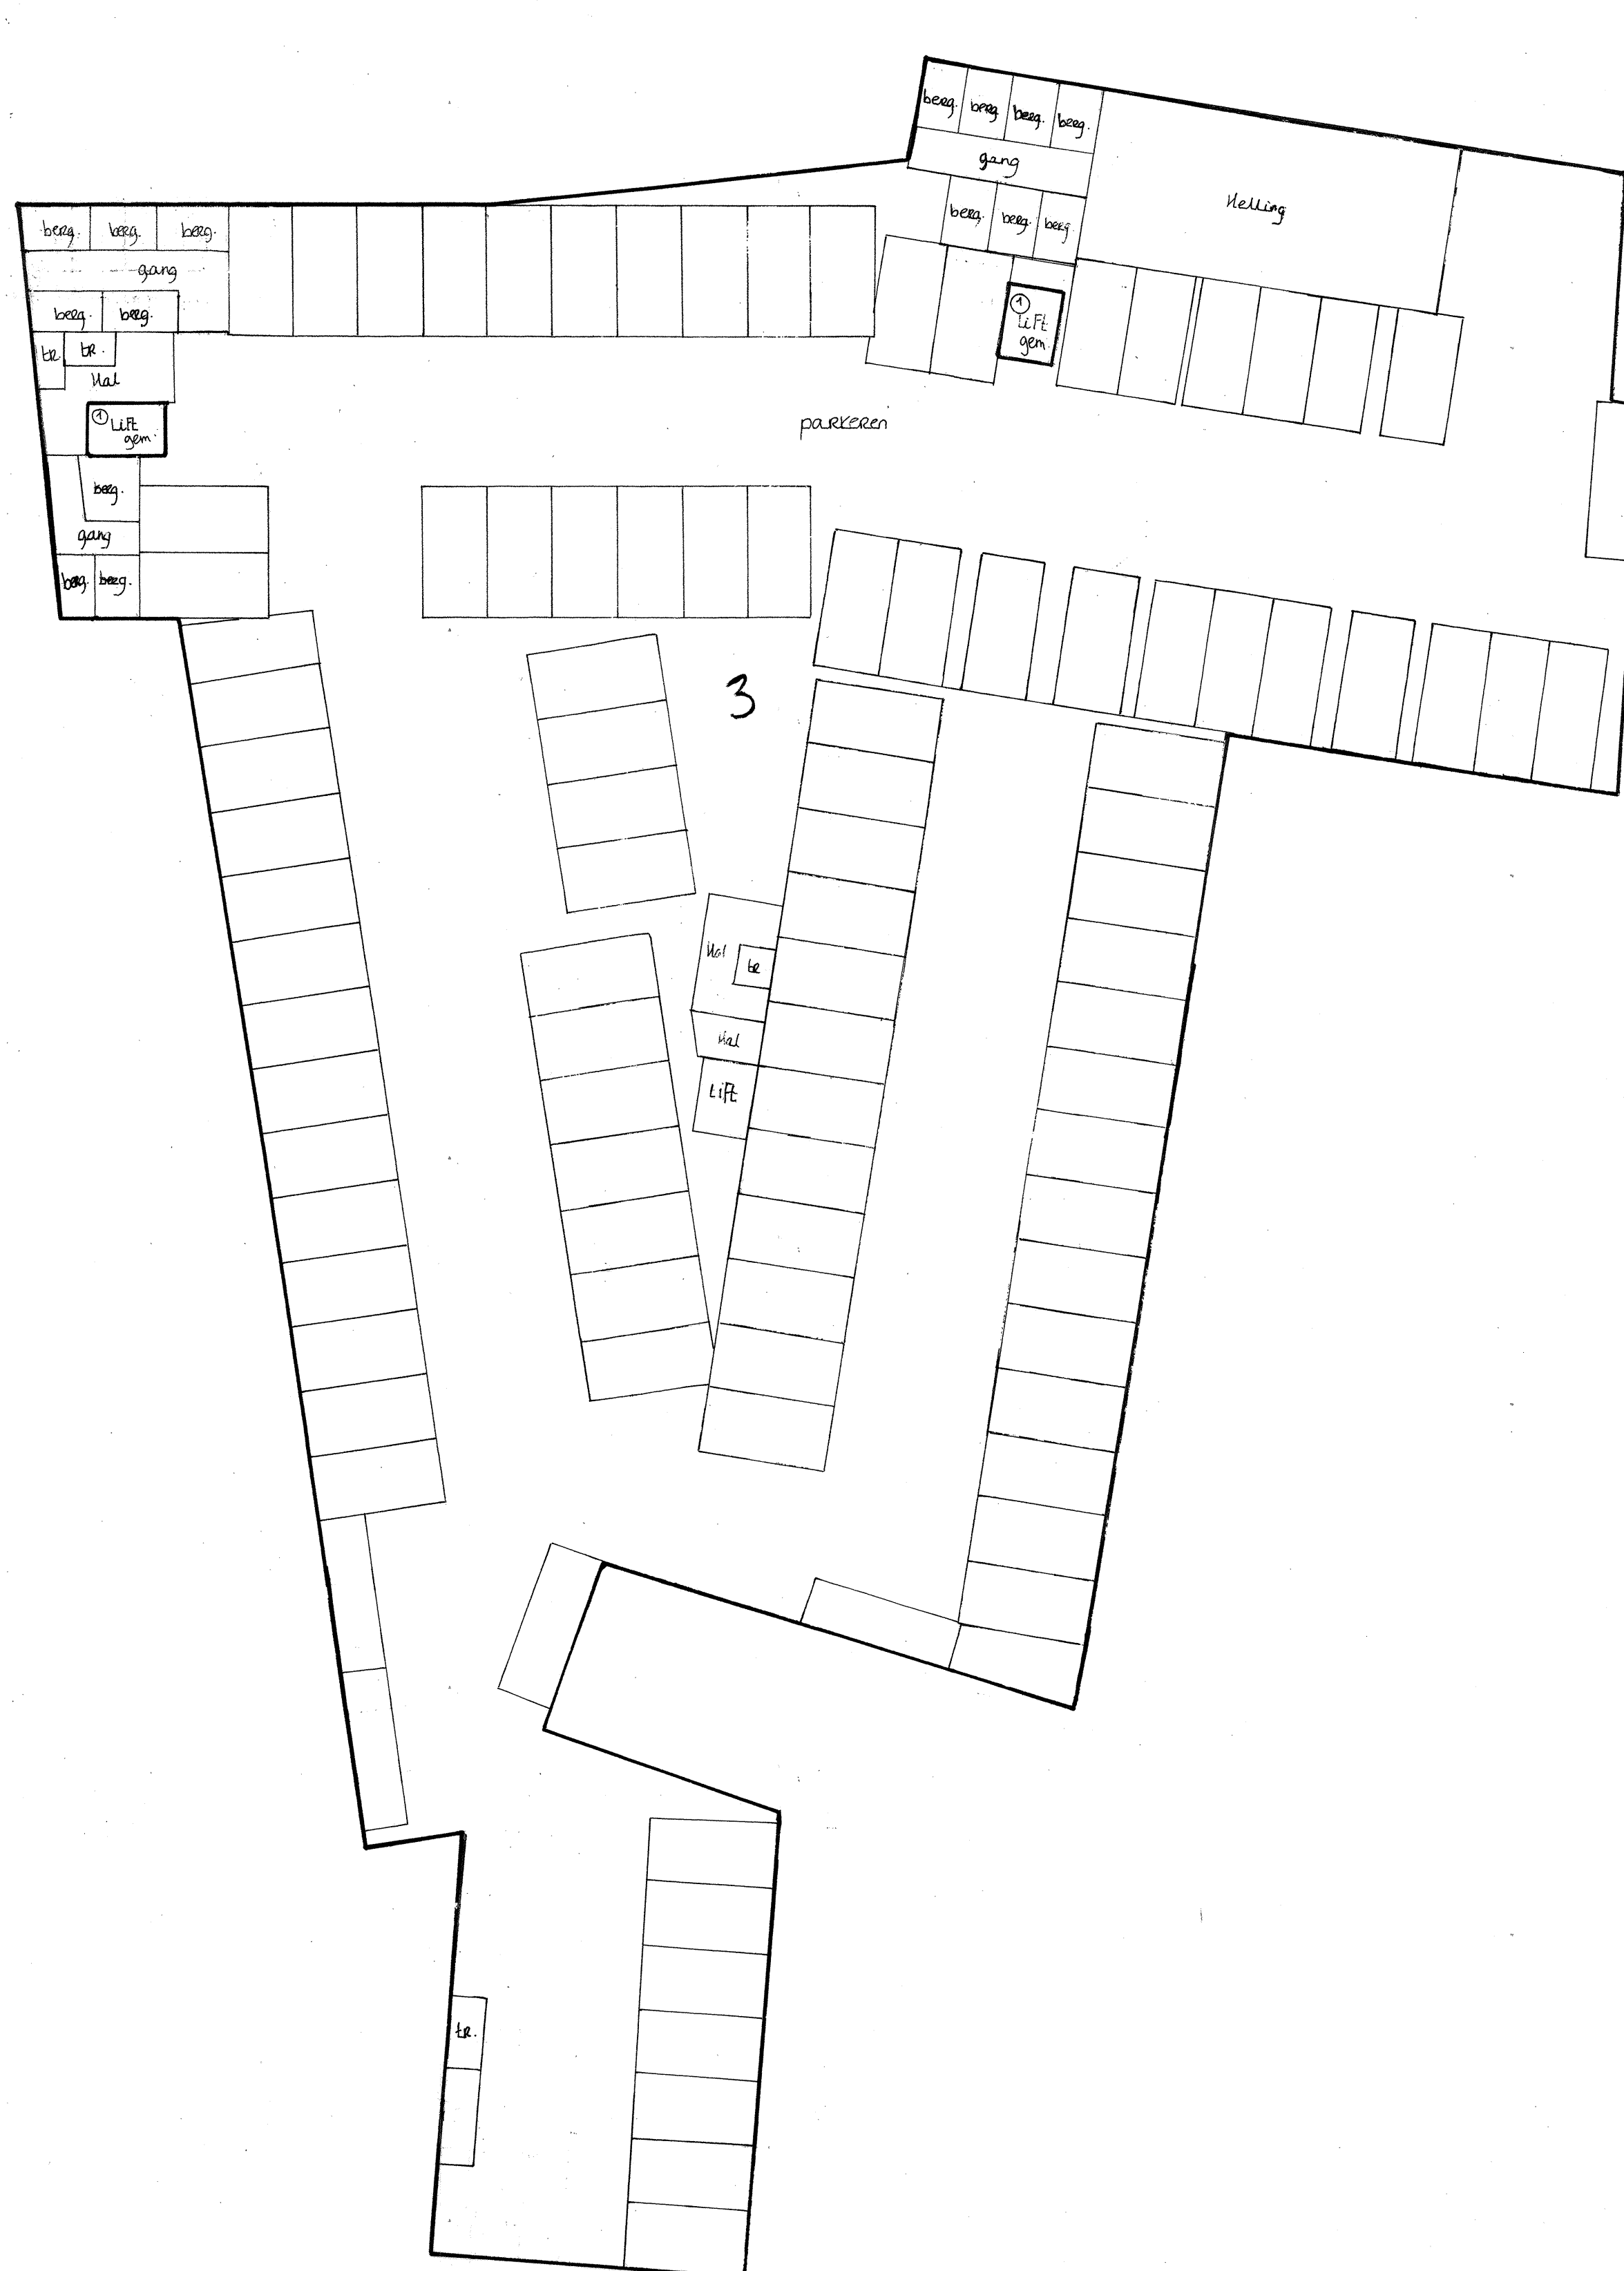 berg. berg berg. berg.
gang
Helling
berg. berg. berg.
berg. berg. berg.
gang
berg. berg.
1
Lift
gem.
tr tr.
Hal
1
Lift
gem.
parkeren
berg.
gang
berg. berg.
3
Hal
tr
Hal
Lift
tr.